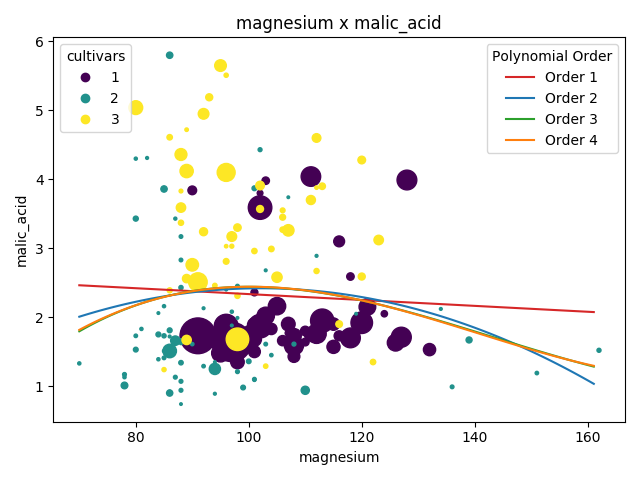 magnesium x malic_acid
cultivars
1
2
3
Polynomial Order
Order 1
Order 2
Order 3
Order 4
malic_acid
6
5
4
3
2
1
80 100 120 140 160
magnesium